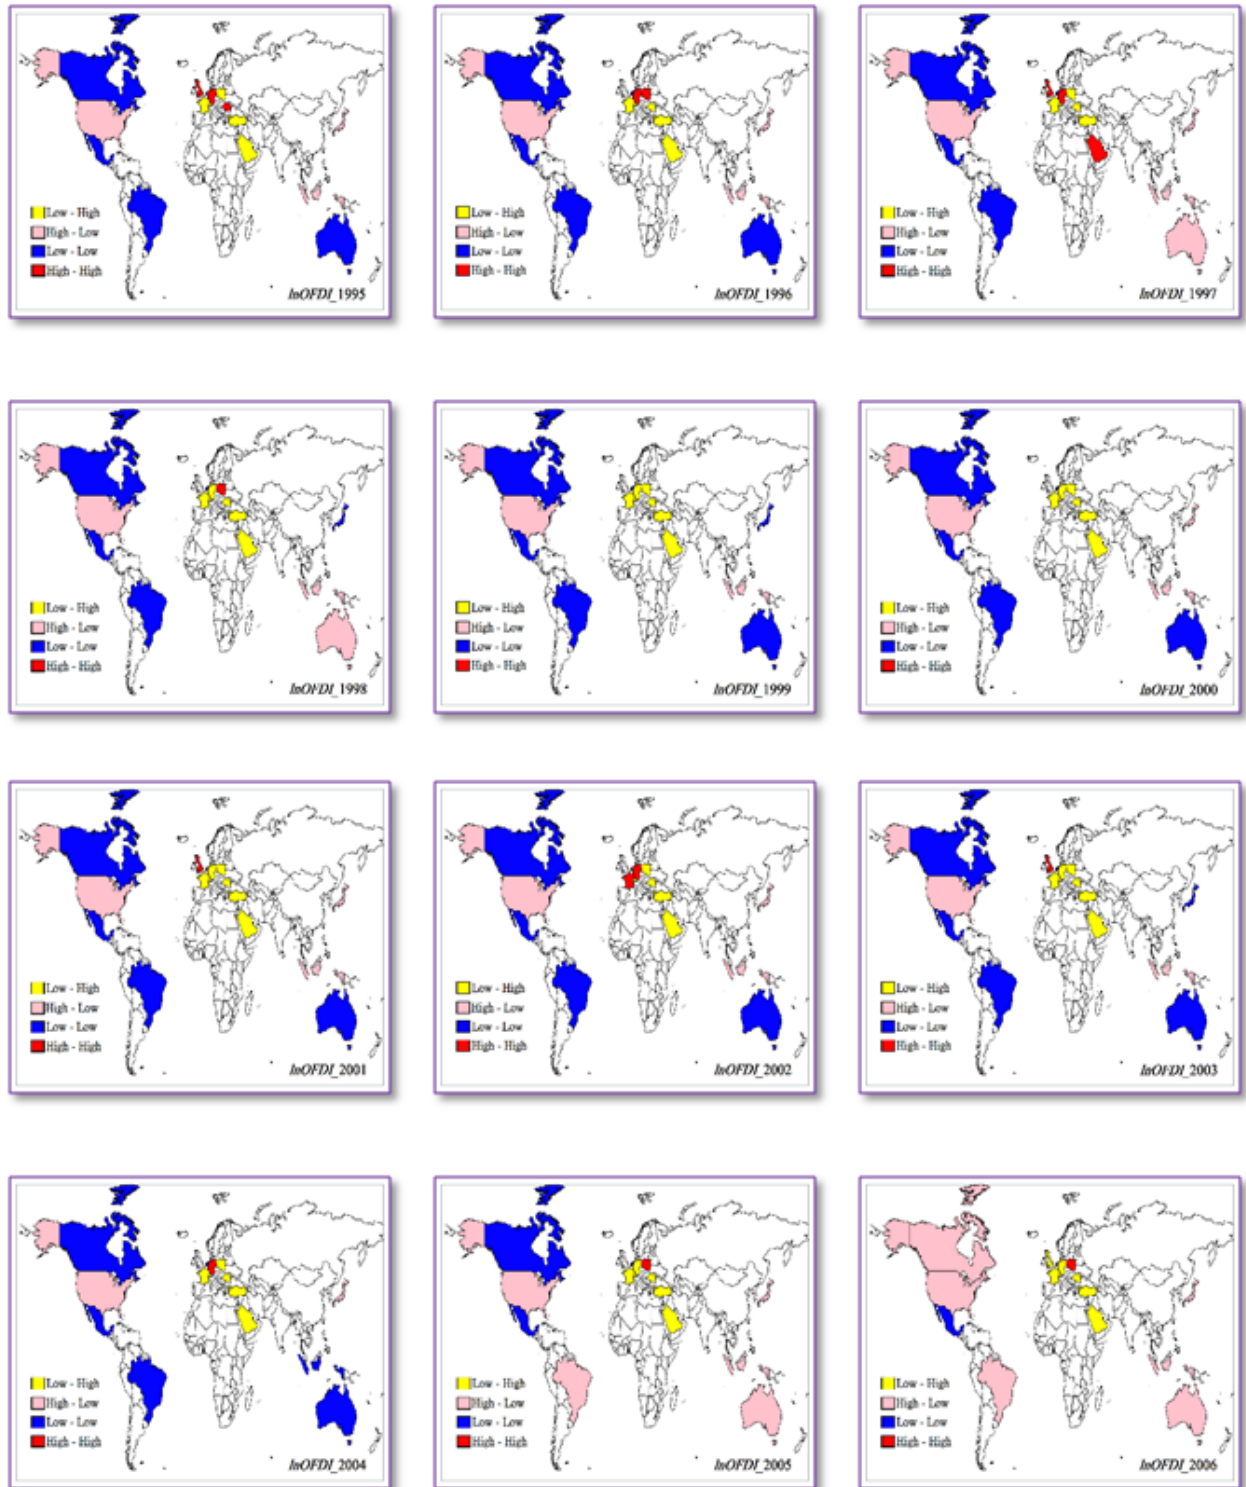 Low - High
High - Low
Low - Low
High - High
lnOFDI_1995
Low - High
High - Low
Low - Low
High - High
lnOFDI_1996
Low - High
High - Low
Low - Low
High - High
lnOFDI_1997
Low - High
High - Low
Low - Low
High - High
lnOFDI_1998
Low - High
High - Low
Low - Low
High - High
lnOFDI_1999
Low - High
High - Low
Low - Low
High - High
lnOFDI_2000
Low - High
High - Low
Low - Low
High - High
lnOFDI_2001
Low - High
High - Low
Low - Low
High - High
lnOFDI_2002
Low - High
High - Low
Low - Low
High - High
lnOFDI_2003
Low - High
High - Low
Low - Low
High - High
lnOFDI_2004
Low - High
High - Low
Low - Low
High - High
lnOFDI_2005
Low - High
High - Low
Low - Low
High - High
lnOFDI_2006